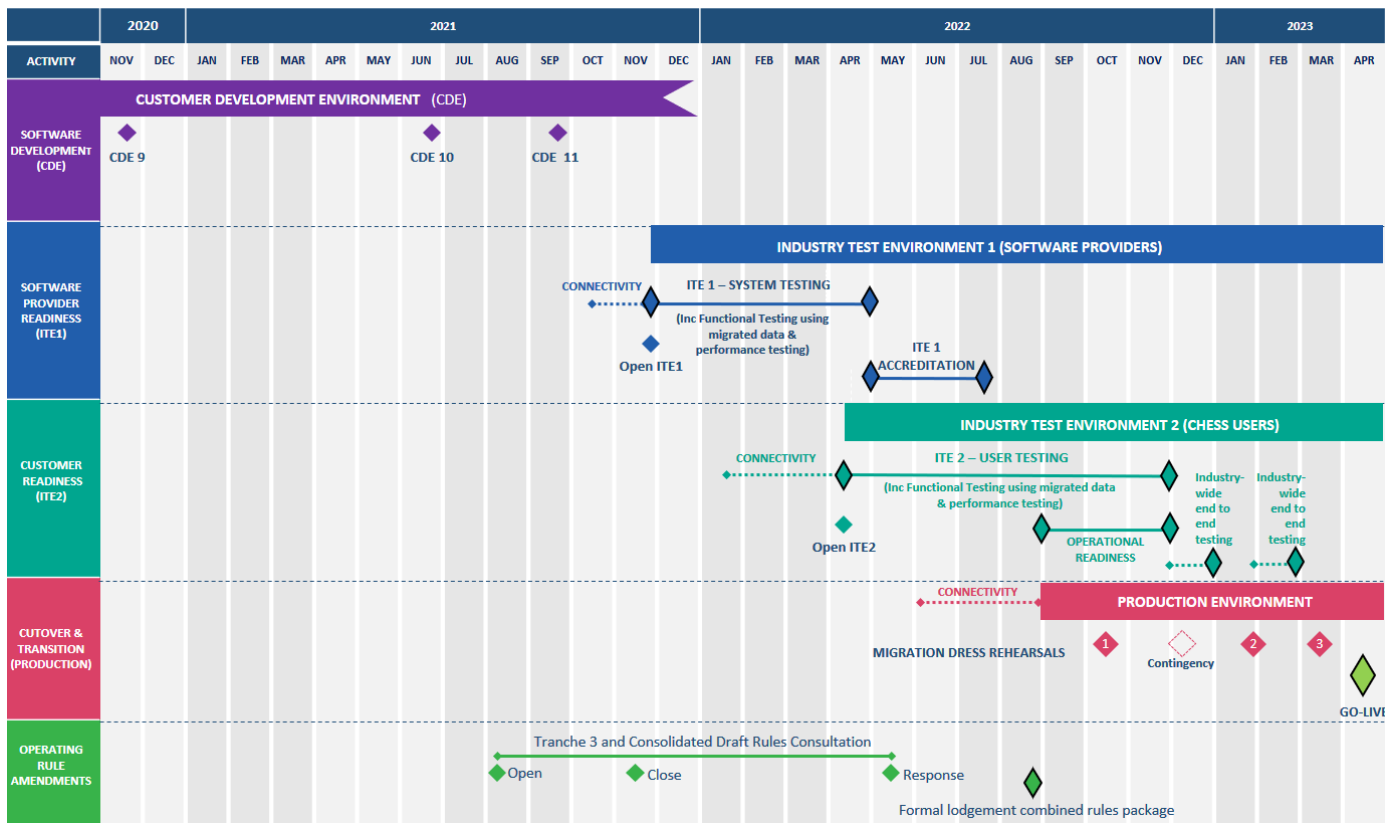 2020 2021 2022 2023
ACTIVITY NOV DEC JAN FEB MAR APR MAY JUN JUL AUG SEP OCT NOV DEC JAN FEB MAR APR MAY JUN JUL AUG SEP OCT NOV DEC JAN FEB MAR APR
SOFTWARE
DEVELOPMENT
(CDE)
CUSTOMER DEVELOPMENT ENVIRONMENT (CDE)
CDE 9 CDE 10 CDE 11
SOFTWARE
PROVIDER
READINESS
(ITE1)
INDUSTRY TEST ENVIRONMENT 1 (SOFTWARE PROVIDERS)
CONNECTIVITY
ITE 1 – SYSTEM TESTING
(Inc Functional Testing using
migrated data &
performance testing)
Open ITE1
ITE 1
ACCREDITATION
CUSTOMER
READINESS
(ITE2)
INDUSTRY TEST ENVIRONMENT 2 (CHESS USERS)
CONNECTIVITY
ITE 2 – USER TESTING
(Inc Functional Testing using migrated data
& performance testing)
Open ITE2
OPERATIONAL
READINESS
Industry-
wide
end to
end
testing
Industry-
wide
end to
end
testing
CUTOVER &
TRANSITION
(PRODUCTION)
CONNECTIVITY
PRODUCTION ENVIRONMENT
MIGRATION DRESS REHEARSALS
1 2 3
Contingency
GO-LIVE
OPERATING
RULE
AMENDMENTS
Tranche 3 and Consolidated Draft Rules Consultation
Open Close Response
Formal lodgement combined rules package